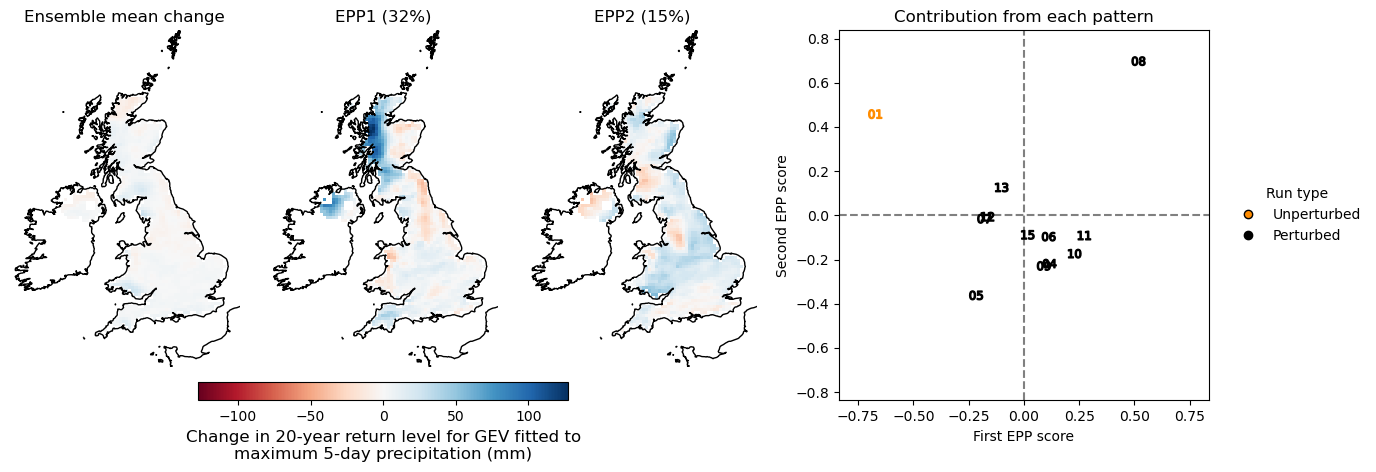 Ensemble mean change
EPP1 (32%)
EPP2 (15%)
Contribution from each pattern
−100 −50 0 50 100
Change in 20-year return level for GEV fitted to
maximum 5-day precipitation (mm)
Second EPP score
0.8
0.6
0.4
0.2
0.0
−0.2
−0.4
−0.6
−0.8
08
01
13
12
15 06 11
10
04
05
−0.75 −0.50 −0.25 0.00 0.25 0.50 0.75
First EPP score
Run type
Unperturbed
Perturbed